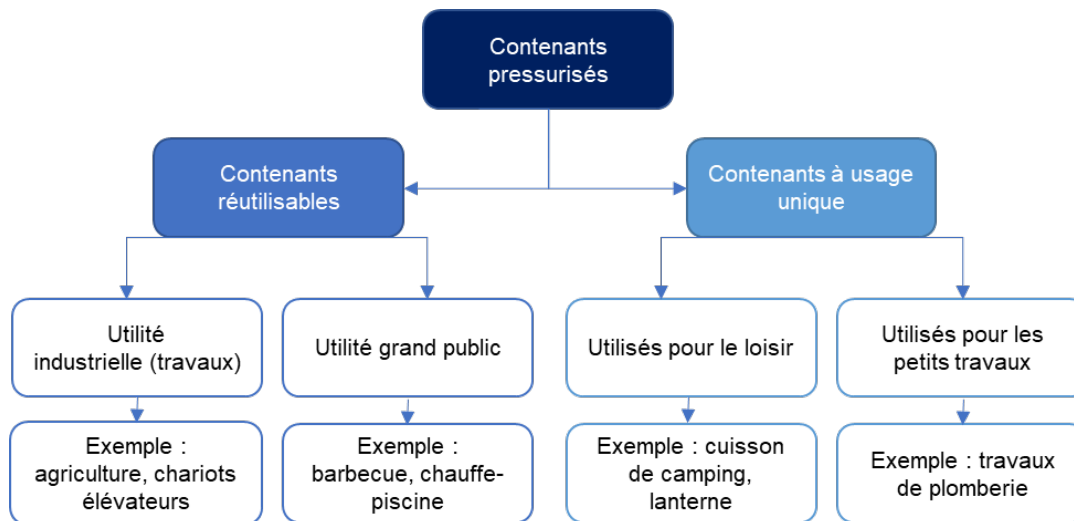 Contenants
pressurisés
Contenants
réutilisables
Contenants à usage
unique
Utilité
industrielle (travaux)
Utilité grand public
Utilisés pour le loisir
Utilisés pour les
petits travaux
Exemple :
agriculture, chariots
élévateurs
Exemple :
barbecue, chauffe-
piscine
Exemple : cuisson
de camping,
lanterne
Exemple : travaux
de plomberie